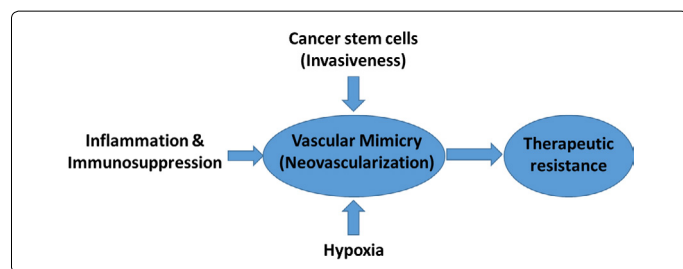 Cancer stem cells
(Invasiveness)
Inflammation &
Immunosuppression
Vascular Mimicry
(Neovascularization)
Therapeutic
resistance
Hypoxia